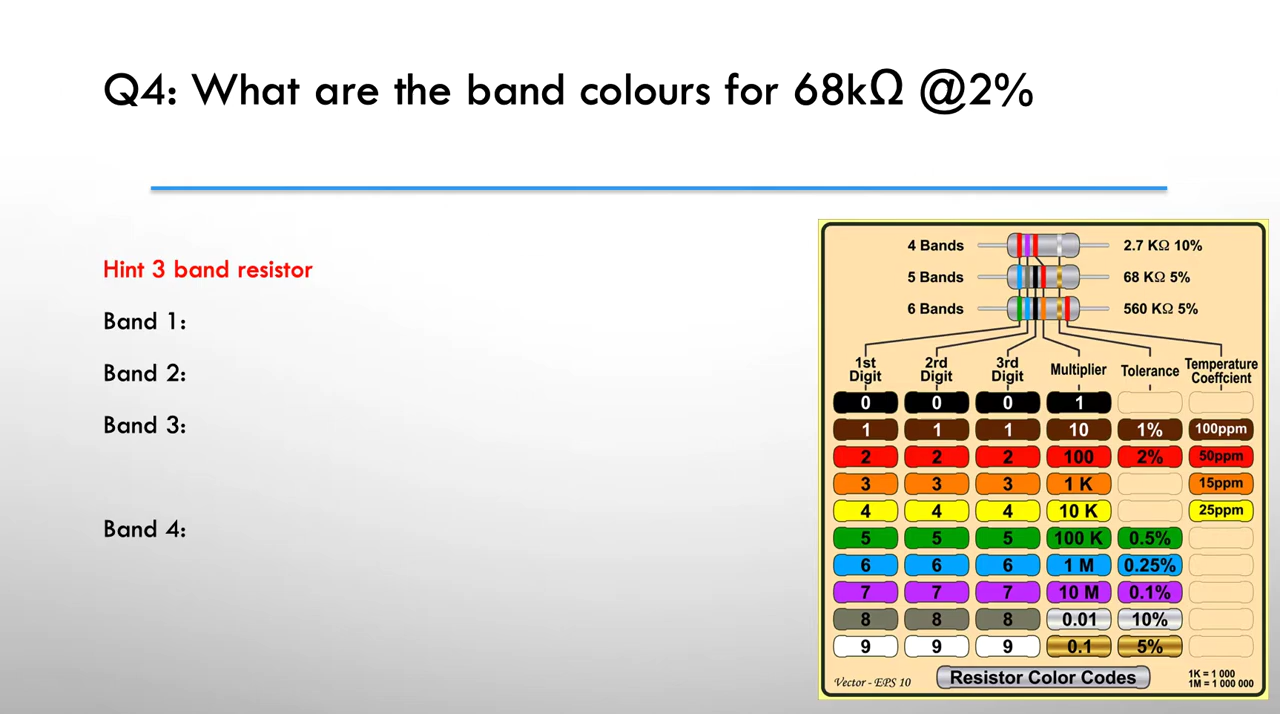 Q4: What are the band colours for 68kΩ @2%
Hint 3 band resistor
Band 1:
Band 2:
Band 3:
Band 4:
4 Bands 2.7 KΩ 10%
5 Bands 68 KΩ 5%
6 Bands 560 KΩ 5%
1st Digit 2rd Digit 3rd Digit Multiplier Tolerance Temperature Coeffcient
0 0 0 1
1 1 1 10 1% 100ppm
2 2 2 100 2% 50ppm
3 3 3 1 K 15ppm
4 4 4 10 K 25ppm
5 5 5 100 K 0.5%
6 6 6 1 M 0.25%
7 7 7 10 M 0.1%
8 8 8 0.01 10%
9 9 9 0.1 5%
Vector - EPS 10 Resistor Color Codes 1K = 1 000
1M = 1 000 000